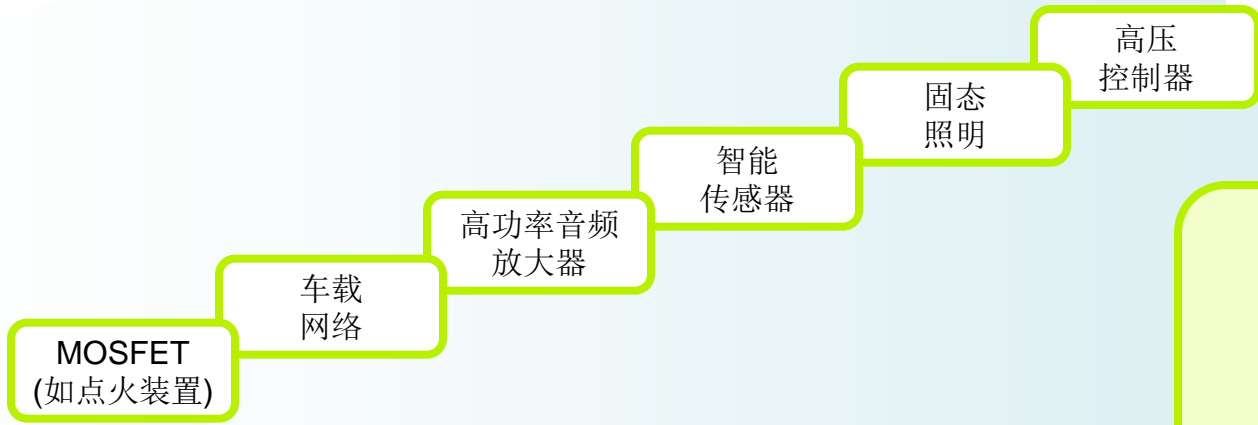 高压
控制器
固态
照明
智能
传感器
高功率音频
放大器
车载
网络
MOSFET
(如点火装置)